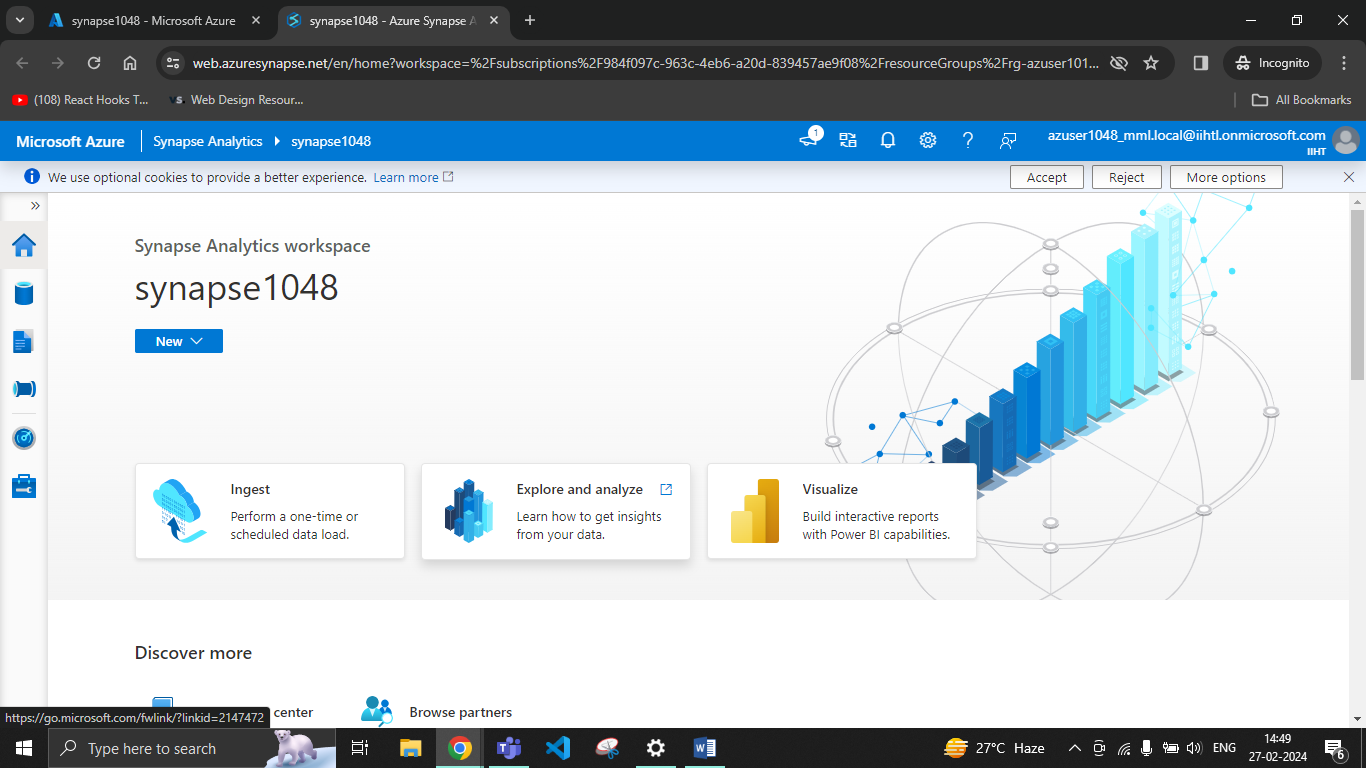 synapse1048 - Microsoft Azure
synapse1048 - Azure Synapse A
web.azuresynapse.net/en/home?workspace=%2Fsubscriptions%2F984f097c-963c-4eb6-a20d-839457ae9f08%2FresourceGroups%2Frg-azuser101...
Incognito
(108) React Hooks T...
VS. Web Design Resour...
All Bookmarks
Microsoft Azure
Synapse Analytics
synapse1048
1
azuser1048_mml.local@iihtl.onmicrosoft.com
IIHT
We use optional cookies to provide a better experience. Learn more
Accept
Reject
More options
Synapse Analytics workspace
synapse1048
New
Ingest
Perform a one-time or
scheduled data load.
Explore and analyze
Learn how to get insights
from your data.
Visualize
Build interactive reports
with Power BI capabilities.
Discover more
center
Browse partners
https://go.microsoft.com/fwlink/?linkid=2147472
Type here to search
27°C Haze
ENG
14:49
27-02-2024
6